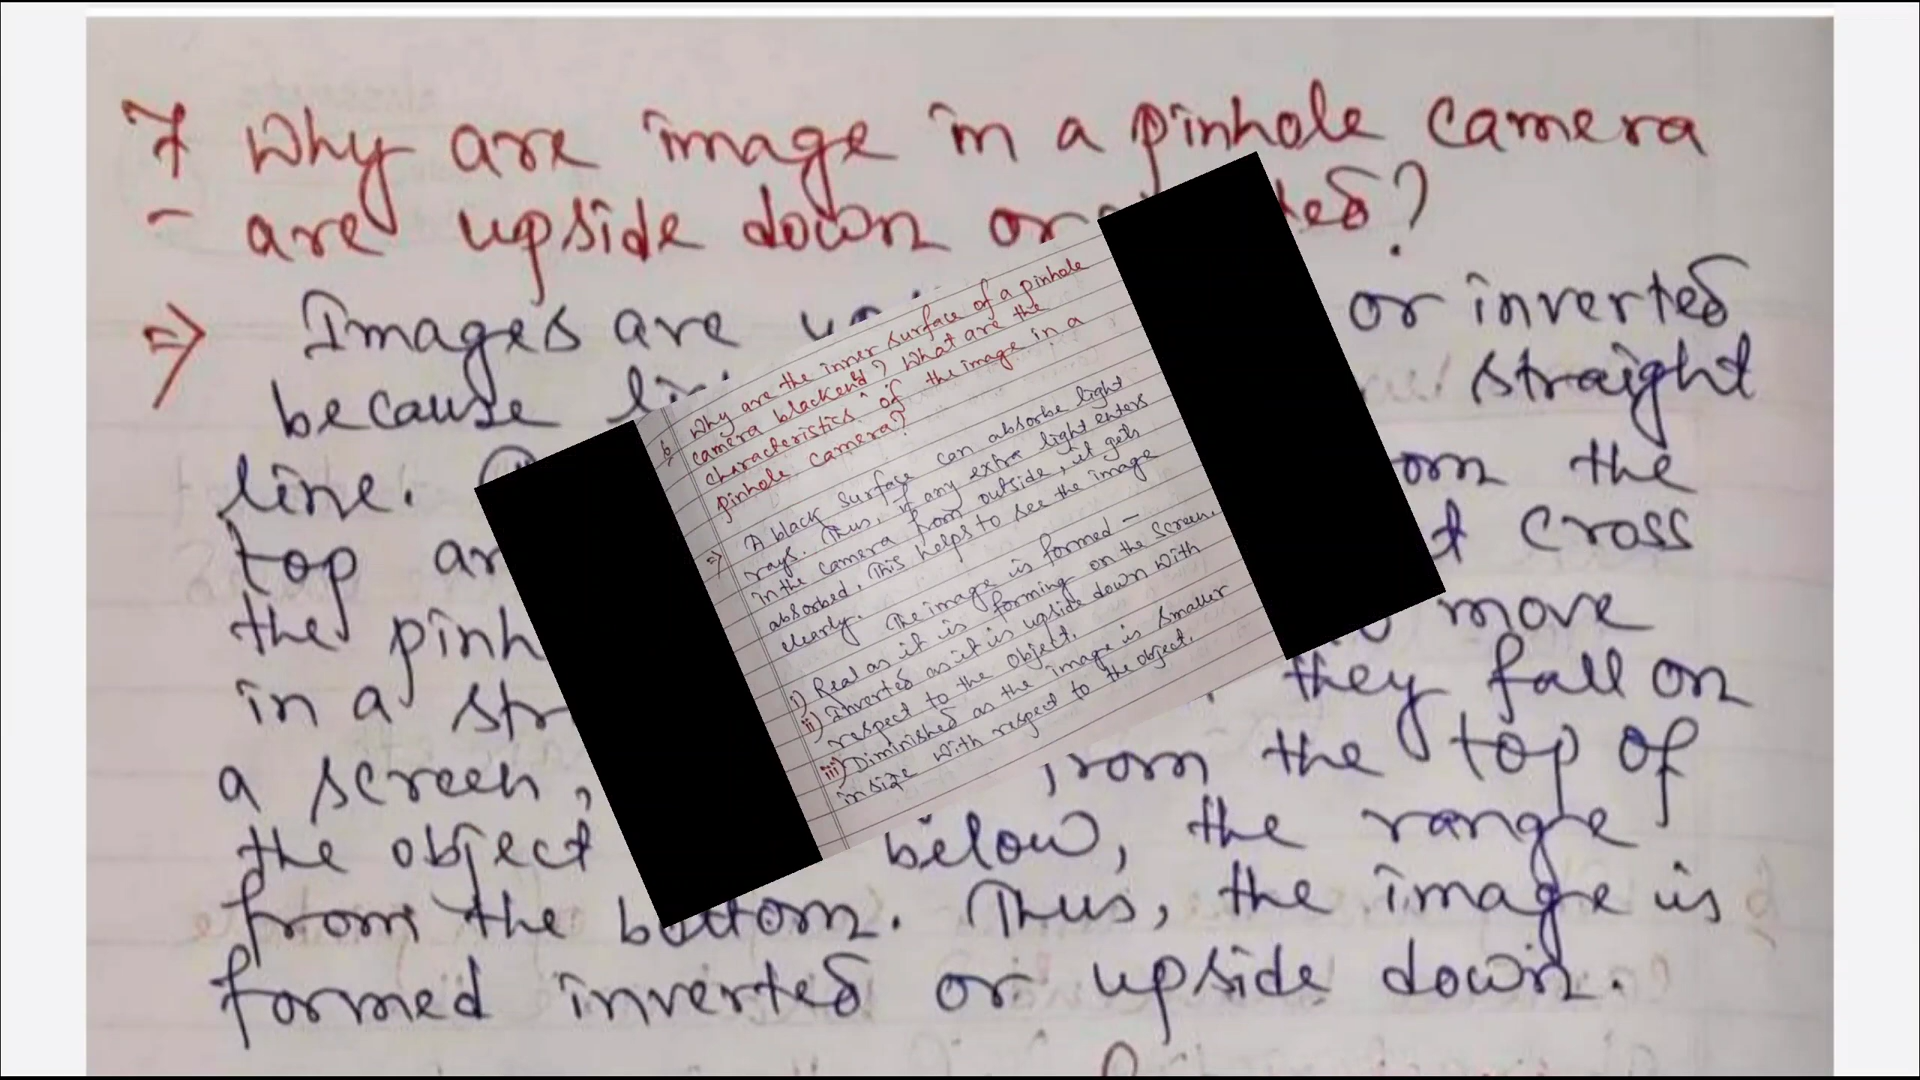 7 Why are image in a pinhole camera
- are upside down or
Images are or inverted
because straight
line. the
top cross
the move
in a they fall on
a screen, from the top of
the object below, the range
from the bottom. Thus, the image is
formed inverted or upside down.
6 Why are the inner surface of a pinhole
camera blackend? What are the
characteristics of the image in a
pinhole camera?
⇒ A black surface can absorbe light
rays. Thus, if any extra light enters
in the camera from outside, it gets
absorbed. This helps to see the image
clearly. The image is formed –
i) Real as it is forming on the screen.
ii) Inverted as it is upside down with
respect to the object.
iii) Diminished as the image is smaller
in size with respect to the object.